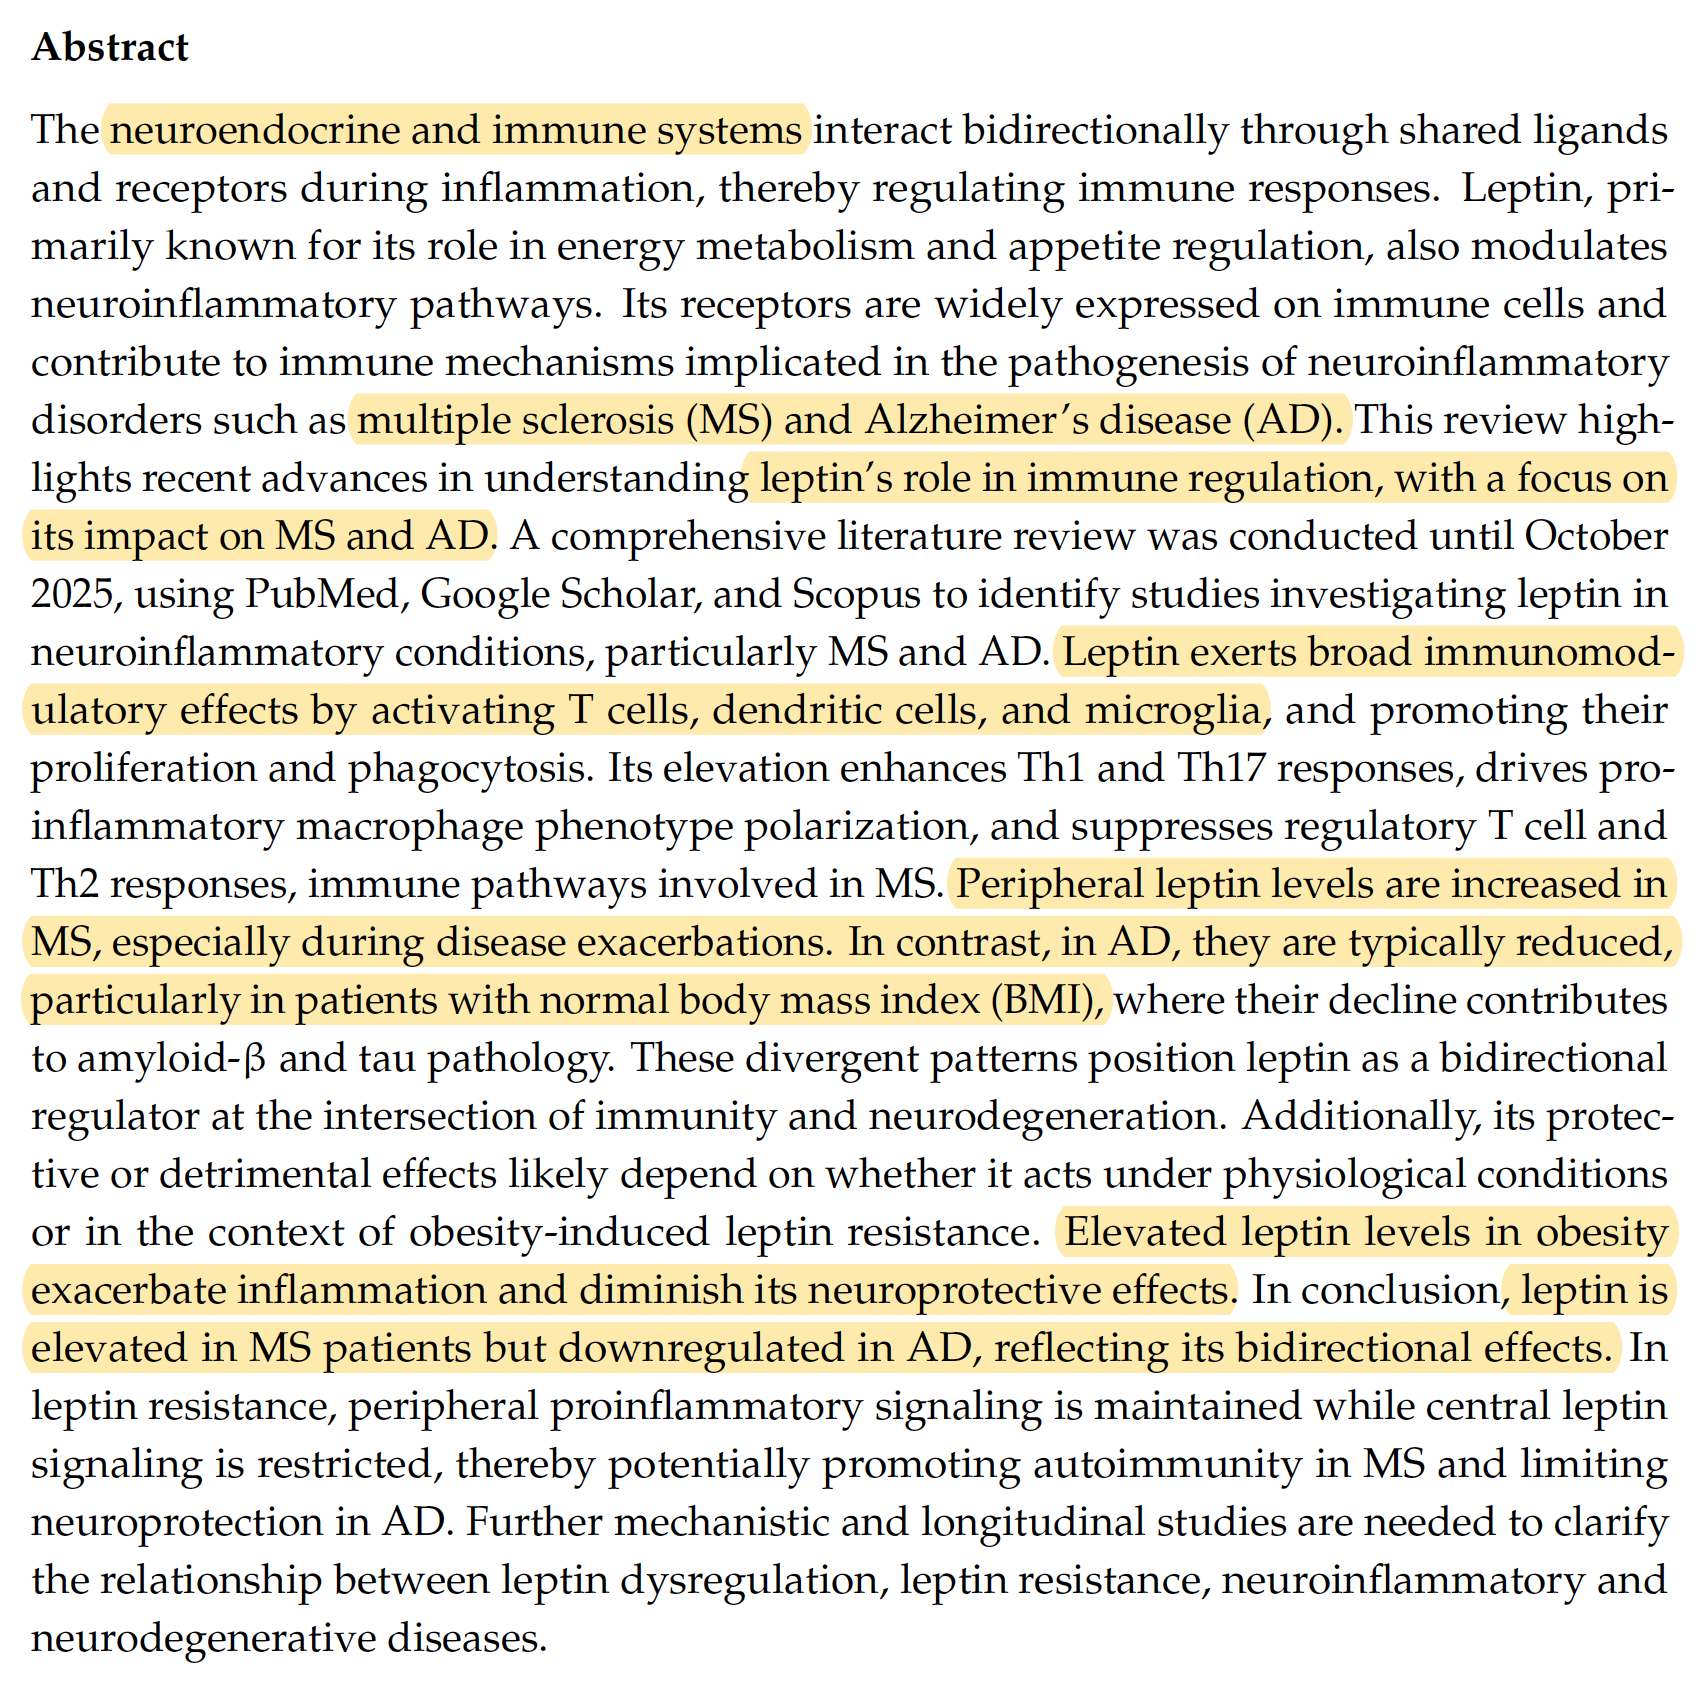 Abstract
The neuroendocrine and immune systems interact bidirectionally through shared ligands
and receptors during inflammation, thereby regulating immune responses. Leptin, pri-
marily known for its role in energy metabolism and appetite regulation, also modulates
neuroinflammatory pathways. Its receptors are widely expressed on immune cells and
contribute to immune mechanisms implicated in the pathogenesis of neuroinflammatory
disorders such as multiple sclerosis (MS) and Alzheimer’s disease (AD). This review high-
lights recent advances in understanding leptin’s role in immune regulation, with a focus on
its impact on MS and AD. A comprehensive literature review was conducted until October
2025, using PubMed, Google Scholar, and Scopus to identify studies investigating leptin in
neuroinflammatory conditions, particularly MS and AD. Leptin exerts broad immunomod-
ulatory effects by activating T cells, dendritic cells, and microglia, and promoting their
proliferation and phagocytosis. Its elevation enhances Th1 and Th17 responses, drives pro-
inflammatory macrophage phenotype polarization, and suppresses regulatory T cell and
Th2 responses, immune pathways involved in MS. Peripheral leptin levels are increased in
MS, especially during disease exacerbations. In contrast, in AD, they are typically reduced,
particularly in patients with normal body mass index (BMI), where their decline contributes
to amyloid-β and tau pathology. These divergent patterns position leptin as a bidirectional
regulator at the intersection of immunity and neurodegeneration. Additionally, its protec-
tive or detrimental effects likely depend on whether it acts under physiological conditions
or in the context of obesity-induced leptin resistance. Elevated leptin levels in obesity
exacerbate inflammation and diminish its neuroprotective effects. In conclusion, leptin is
elevated in MS patients but downregulated in AD, reflecting its bidirectional effects. In
leptin resistance, peripheral proinflammatory signaling is maintained while central leptin
signaling is restricted, thereby potentially promoting autoimmunity in MS and limiting
neuroprotection in AD. Further mechanistic and longitudinal studies are needed to clarify
the relationship between leptin dysregulation, leptin resistance, neuroinflammatory and
neurodegenerative diseases.